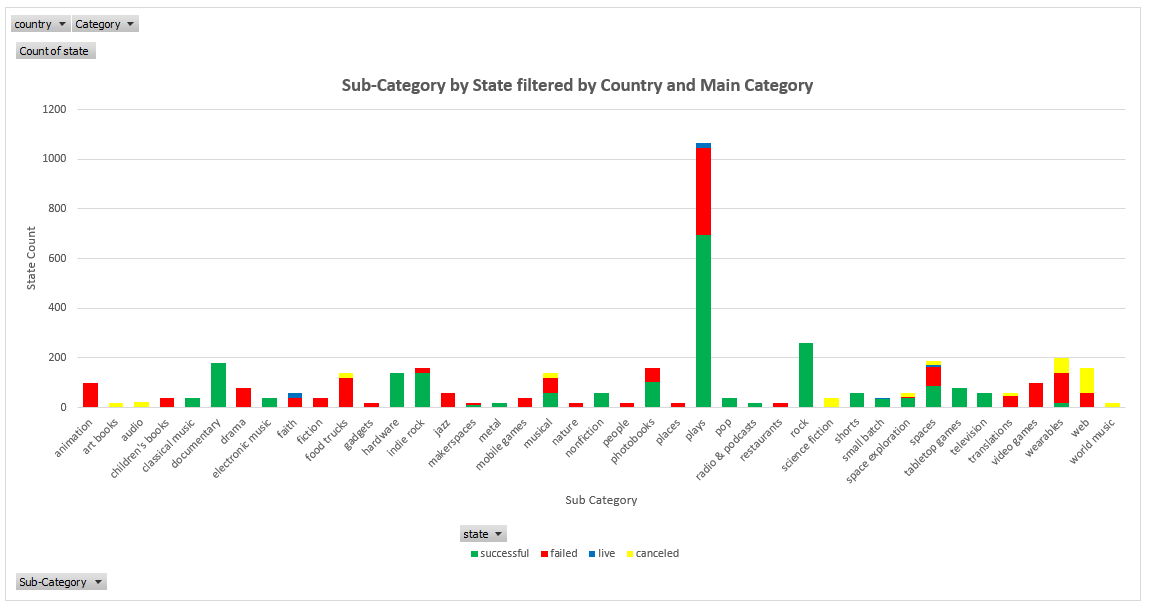 country Category
Count of state
Sub-Category by State filtered by Country and Main Category
1200
1000
800
600
400
200
0
State Count
animation
art books
audio
children's books
classical music
documentary
drama
electronic music
faith
fiction
food trucks
gadgets
hardware
indie rock
jazz
makerspaces
metal
mobile games
musical
nature
nonfiction
people
photobooks
places
plays
pop
radio & podcasts
restaurants
rock
science fiction
shorts
small batch
space exploration
spaces
tabletop games
television
translations
video games
wearables
web
world music
Sub Category
state
successful failed live canceled
Sub-Category